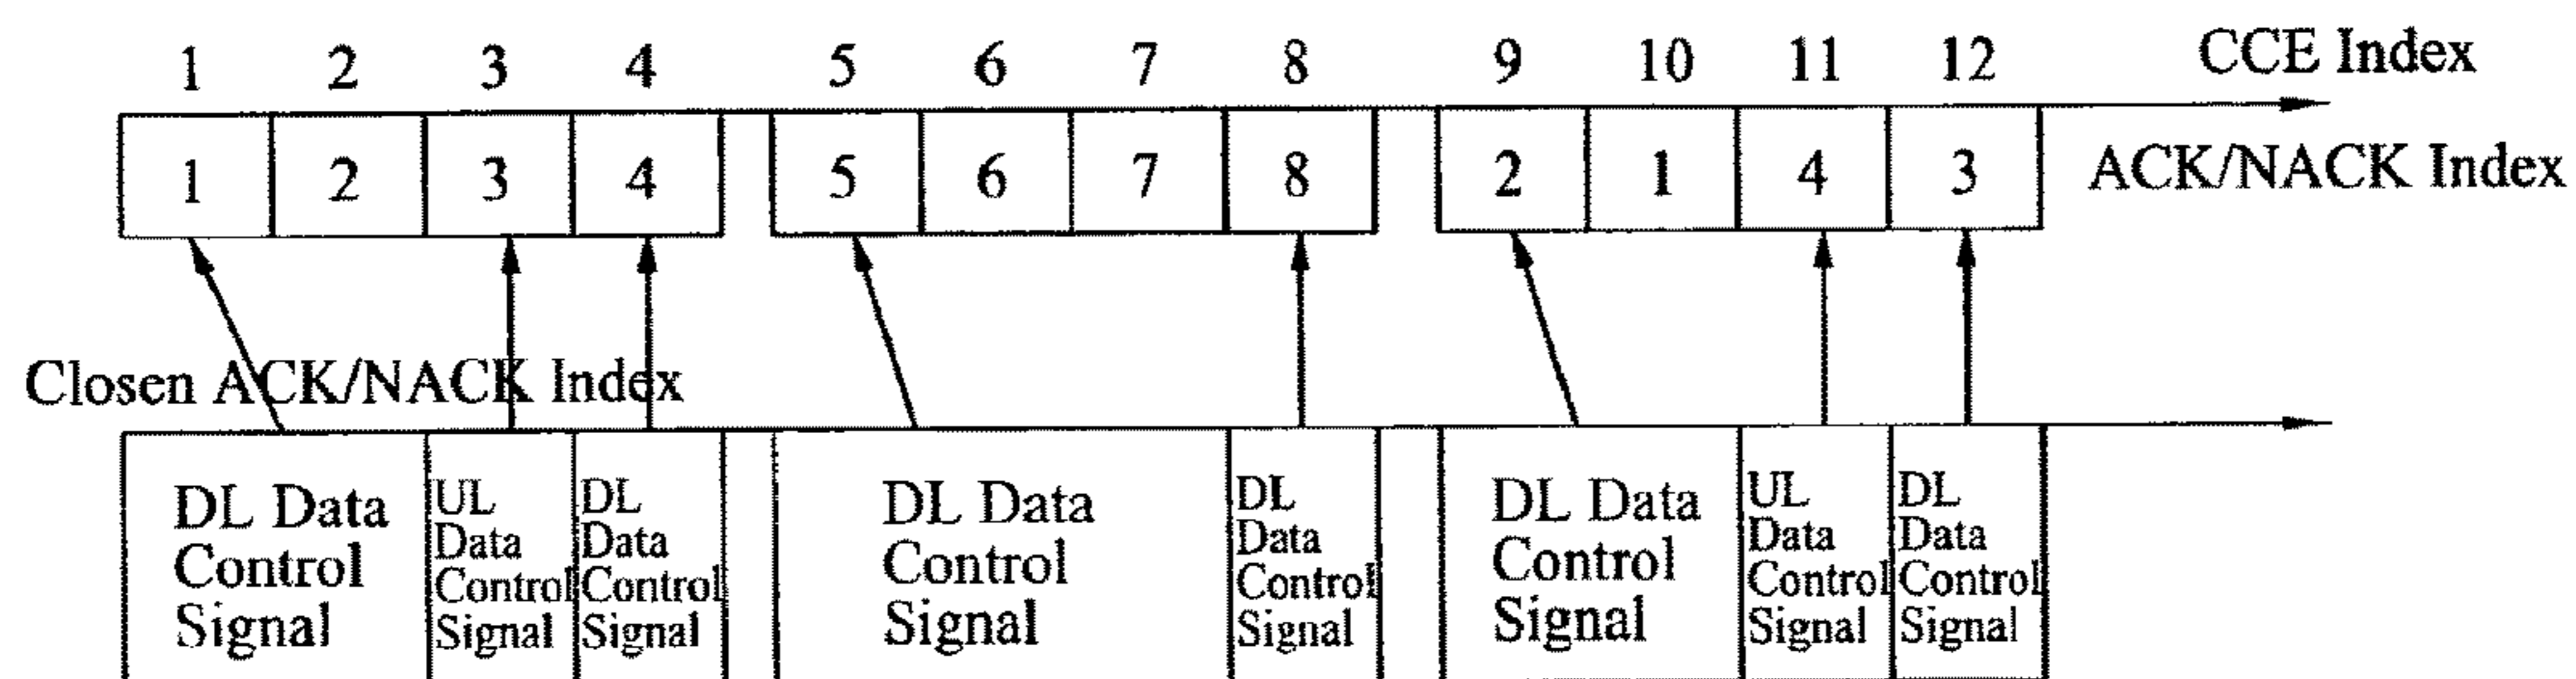 1 2 3 4 5 6 7 8 9 10 11 12 CCE Index
1 2 3 4 5 6 7 8 2 1 4 3 ACK/NACK Index
Closen ACK/NACK Index
DL Data
Control
Signal
UL
Data
Control
Signal
DL
Data
Control
Signal
DL Data
Control
Signal
DL
Data
Control
Signal
DL Data
Control
Signal
UL
Data
Control
Signal
DL
Data
Control
Signal